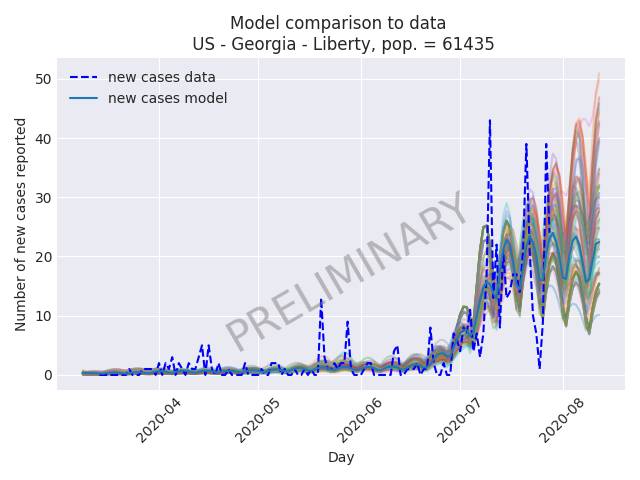 Model comparison to data
US - Georgia - Liberty, pop. = 61435
new cases data
new cases model
PRELIMINARY
Number of new cases reported
50
40
30
20
10
0
2020-04
2020-05
2020-06
2020-07
2020-08
Day